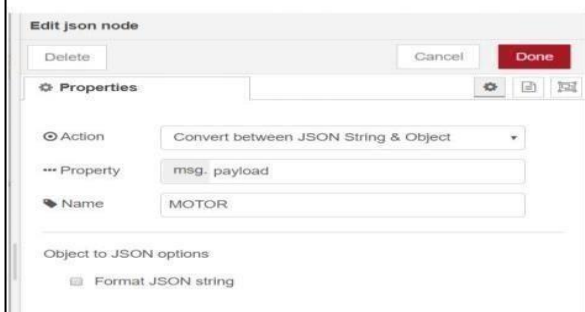 Edit json node
Delete Cancel Done
Properties
Action Convert between JSON String & Object
Property msg. payload
Name MOTOR
Object to JSON options
Format JSON string